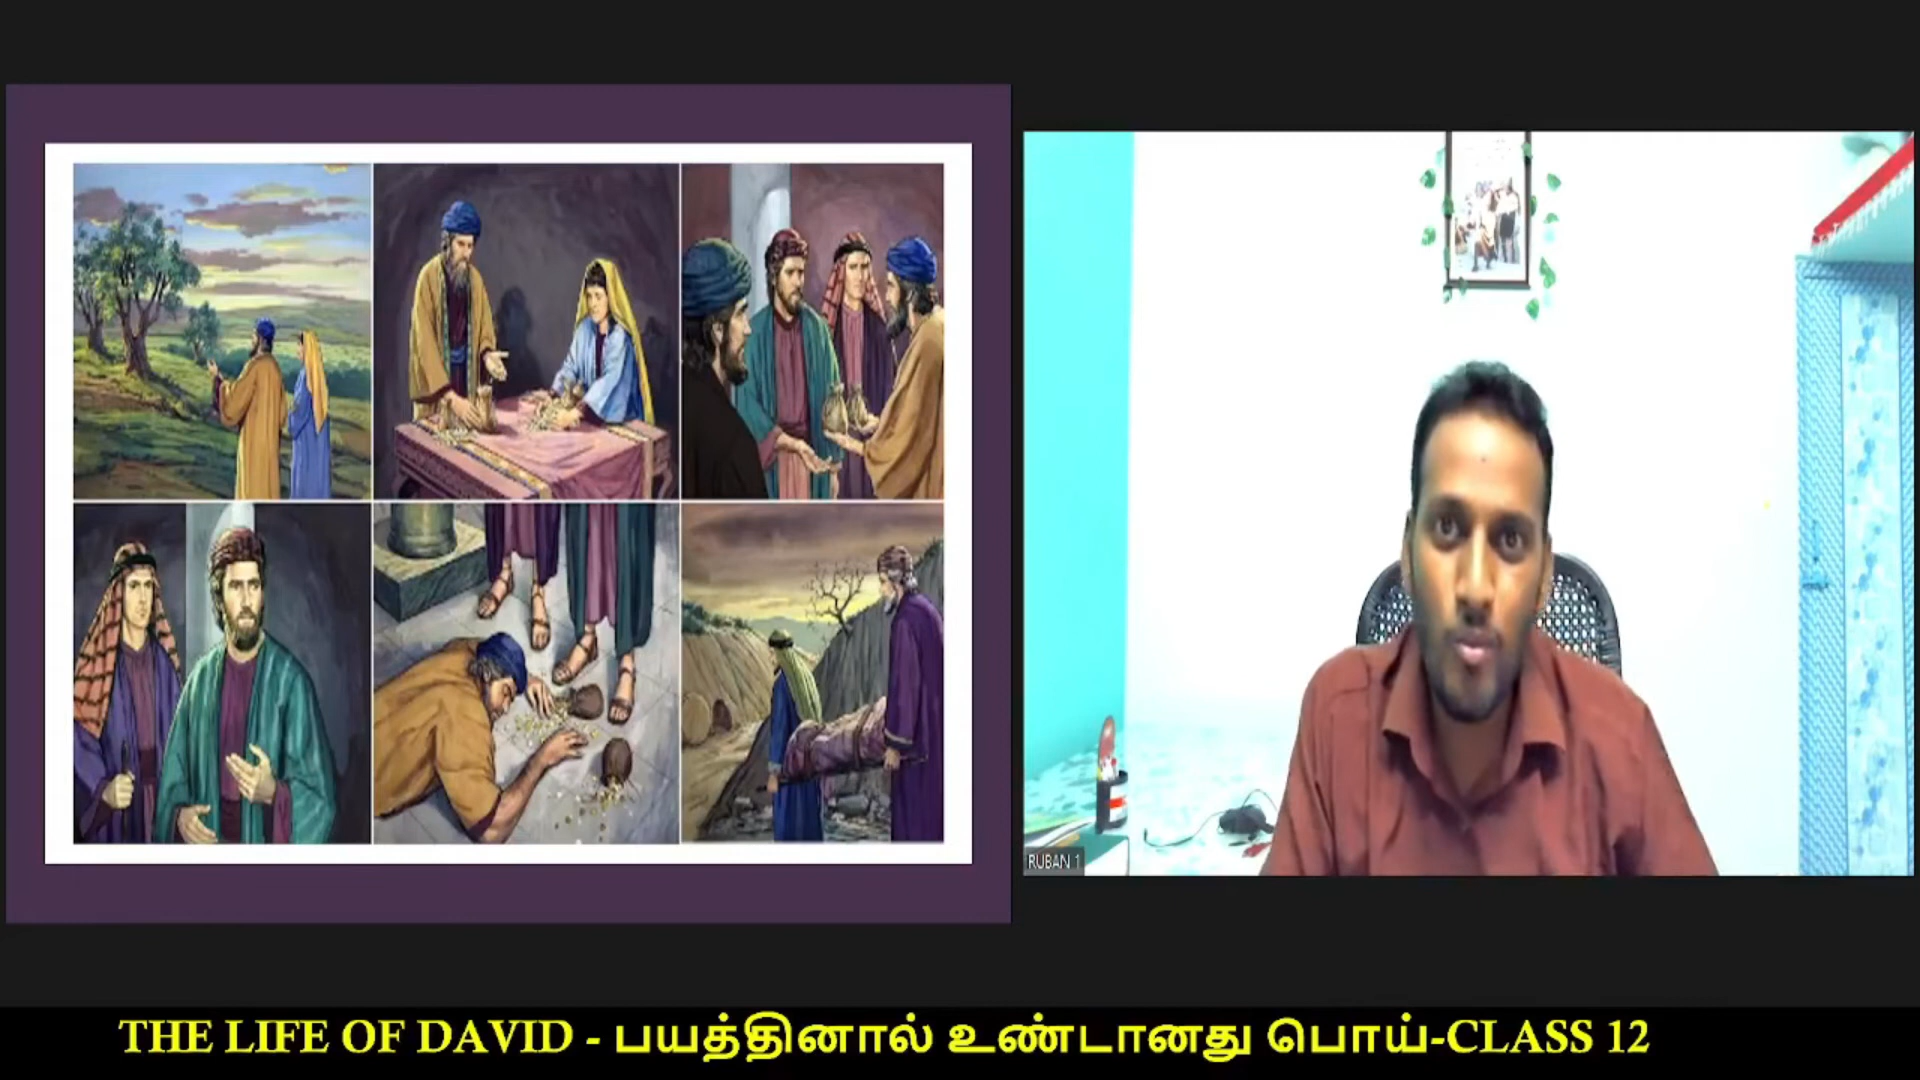 RUBAN 1
THE LIFE OF DAVID - பயத்தினால் உண்டானது பொய்-CLASS 12